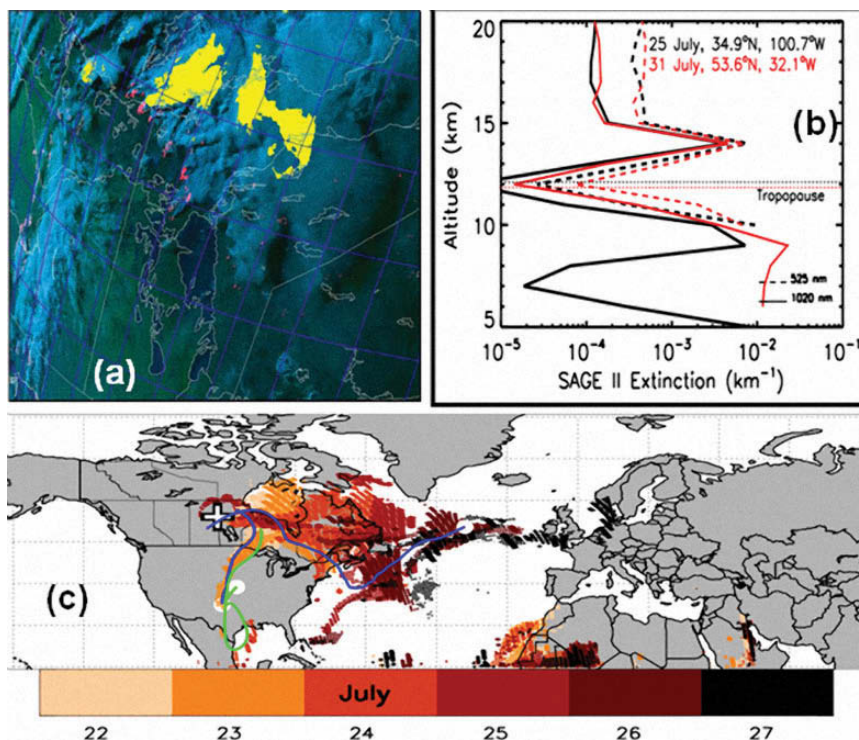 (a)
20
25 July, 34.9°N, 100.7°W
31 July, 53.6°N, 32.1°W
(b)
15
Tropopause
10
525 nm
1020 nm
5
Altitude (km)
10⁻⁵ 10⁻⁴ 10⁻³ 10⁻² 10⁻¹
SAGE II Extinction (km⁻¹)
(c)
July
22 23 24 25 26 27